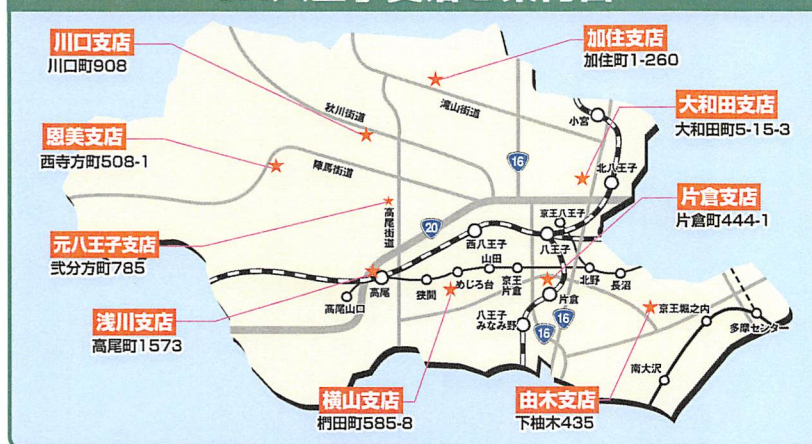 川口支店
川口町908
加住支店
加住町1-260
大和田支店
大和田町5-15-3
恩美支店
西寺方町508-1
片倉支店
片倉町444-1
元八王子支店
弐分方町785
浅川支店
高尾町1573
横山支店
椚田町585-8
由木支店
下柚木435
秋川街道
滝山街道
陣馬街道
高尾街道
16
20
16
16
小宮
北八王子
京王八王子
八王子
西八王子
高尾
高尾山口
狭間
めじろ台
山田
京王
片倉
北野
長沼
片倉
八王子
みなみ野
京王堀之内
多摩センター
南大沢